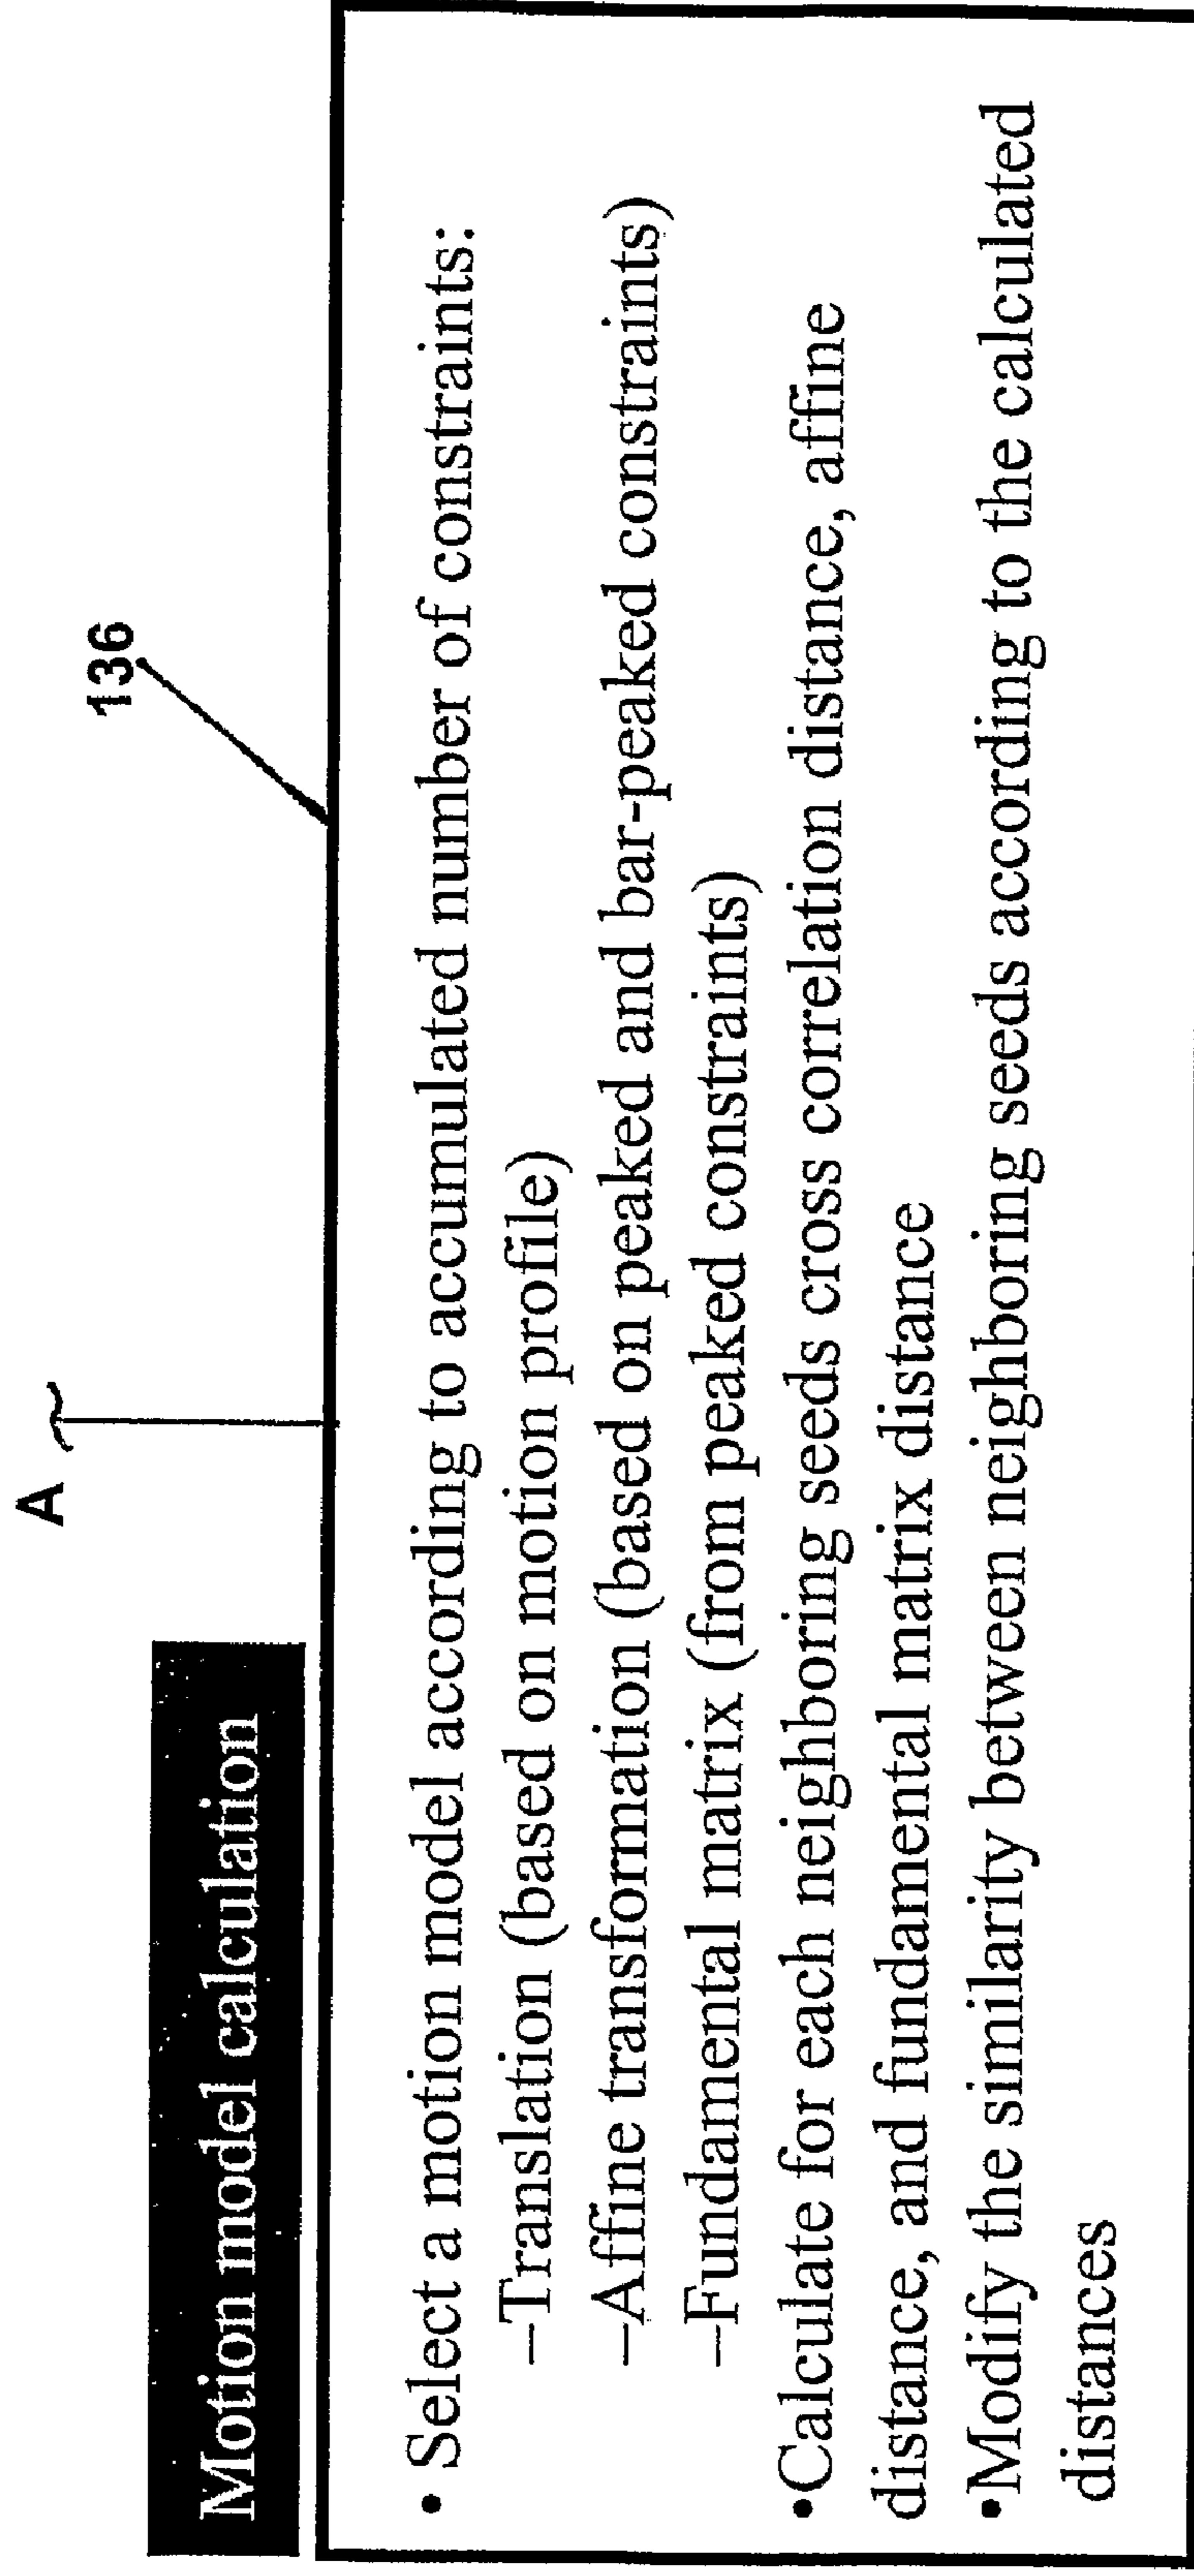 A
136
Motion model calculation
• Select a motion model according to accumulated number of constraints:
–Translation (based on motion profile)
–Affine transformation (based on peaked and bar-peaked constraints)
–Fundamental matrix (from peaked constraints)
•Calculate for each neighboring seeds cross correlation distance, affine
distance, and fundamental matrix distance
•Modify the similarity between neighboring seeds according to the calculated
distances